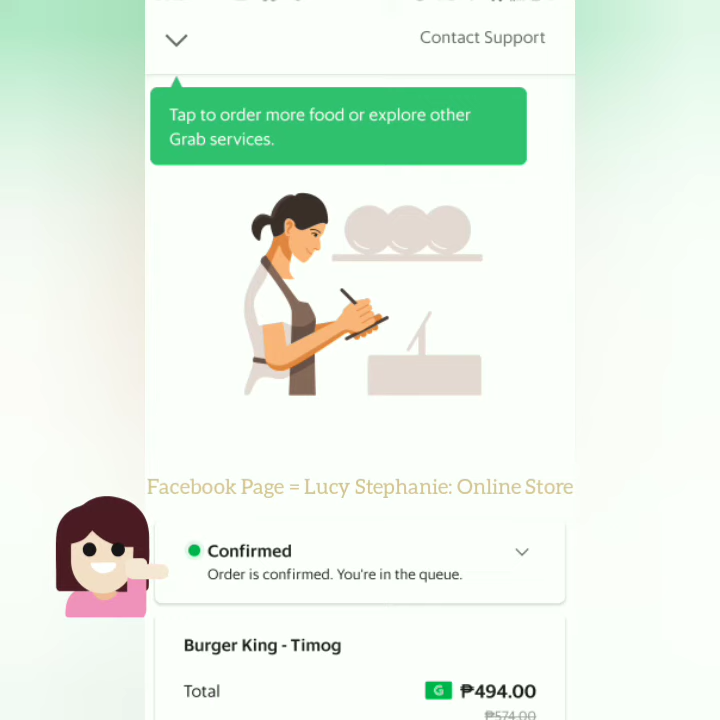 Contact Support
Tap to order more food or explore other
Grab services.
Facebook Page = Lucy Stephanie: Online Store
Confirmed
Order is confirmed. You're in the queue.
Burger King - Timog
Total G ₱494.00
₱574.00